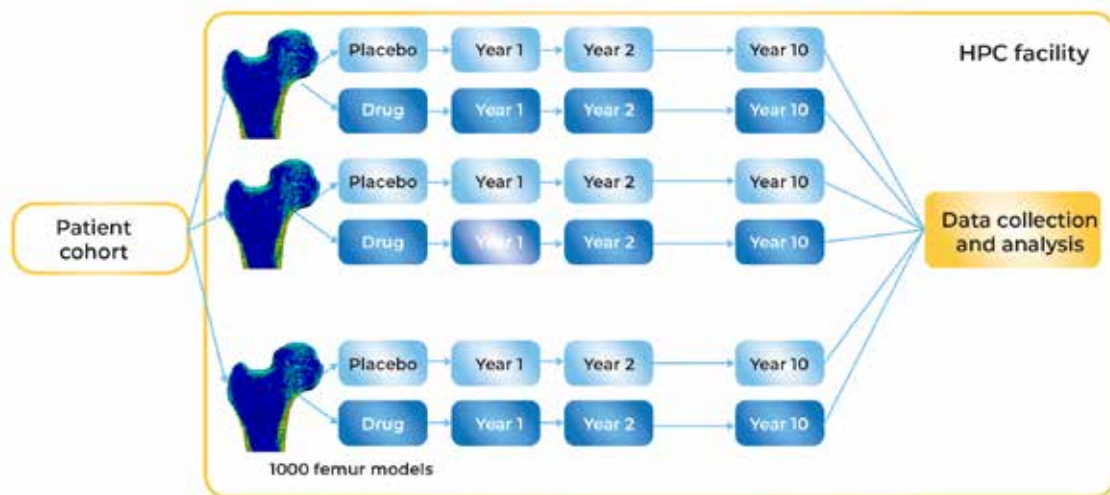 Placebo Year 1 Year 2 Year 10
HPC facility
Drug Year 1 Year 2 Year 10
Placebo Year 1 Year 2 Year 10
Patient
cohort
Drug Year 1 Year 2 Year 10
Data collection
and analysis
Placebo Year 1 Year 2 Year 10
Drug Year 1 Year 2 Year 10
1000 femur models